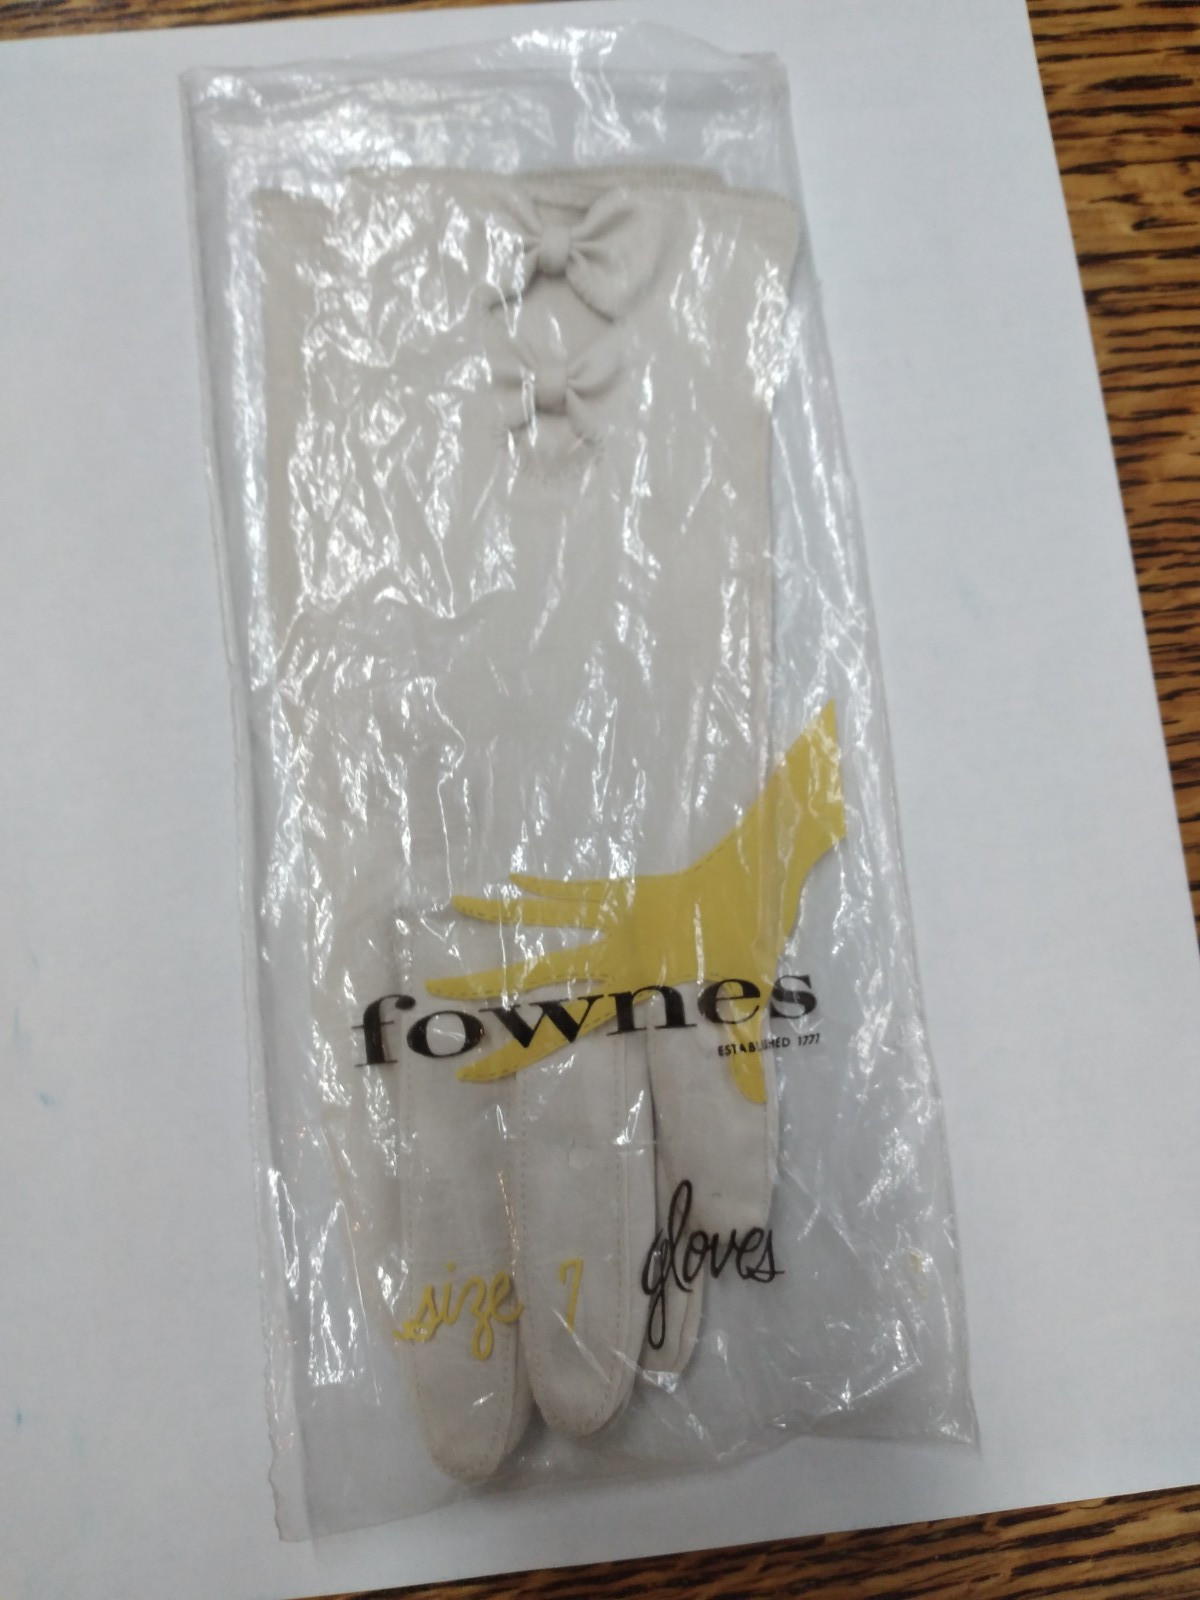 fownes
ESTABLISHED 1777
gloves
size 7